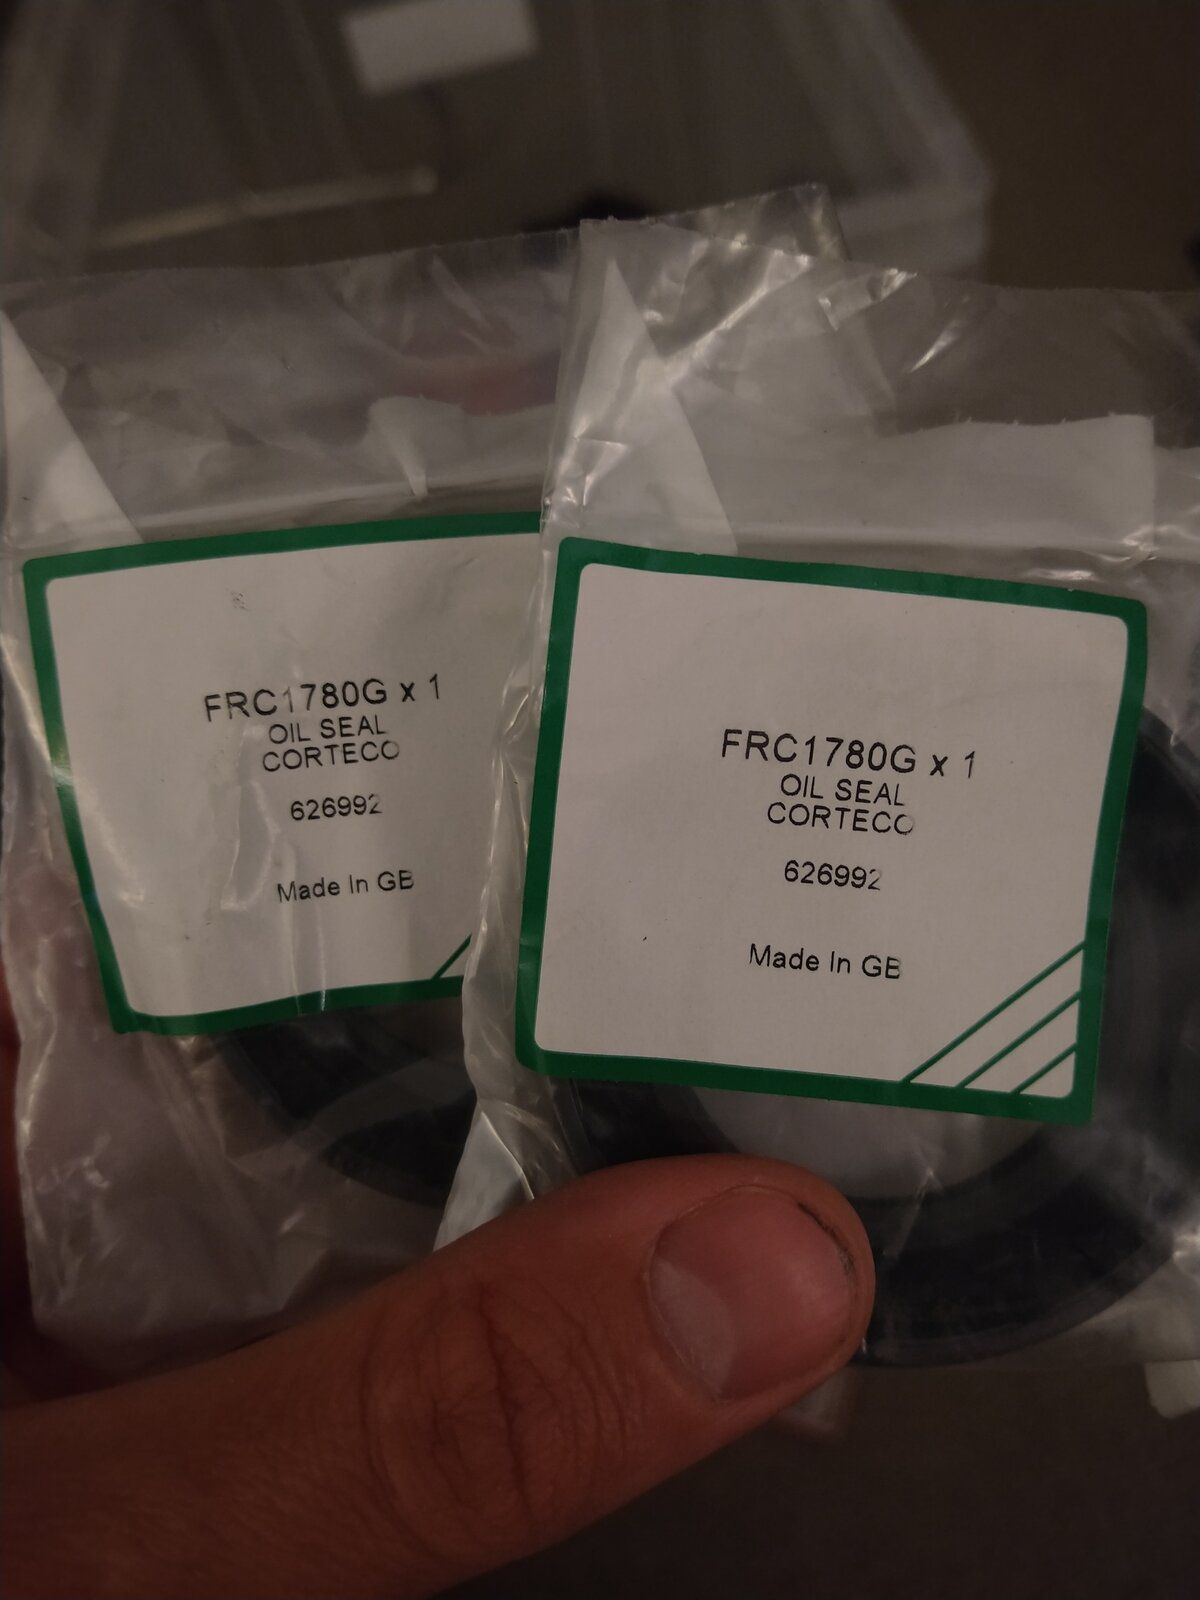 FRC1780G x 1
OIL SEAL
CORTECO
626992
Made In GB
FRC1780G x 1
OIL SEAL
CORTECO
626992
Made In GB